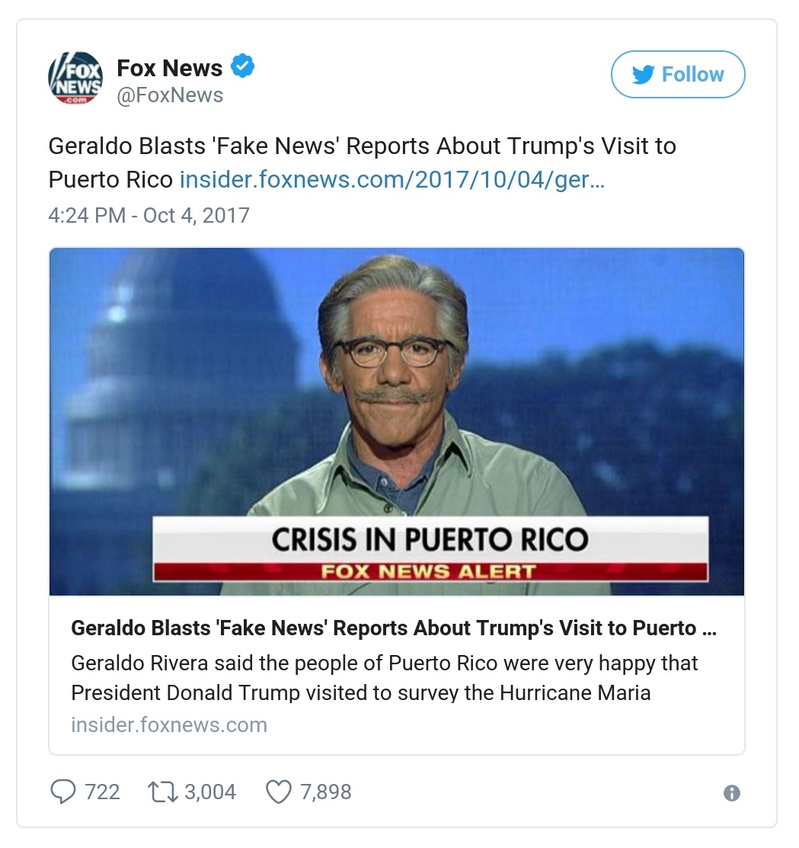 FOX
NEWS
.com
Fox News
@FoxNews
Follow
Geraldo Blasts 'Fake News' Reports About Trump's Visit to
Puerto Rico insider.foxnews.com/2017/10/04/ger…
4:24 PM - Oct 4, 2017
CRISIS IN PUERTO RICO
FOX NEWS ALERT
Geraldo Blasts 'Fake News' Reports About Trump's Visit to Puerto ...
Geraldo Rivera said the people of Puerto Rico were very happy that
President Donald Trump visited to survey the Hurricane Maria
insider.foxnews.com
722 3,004 7,898